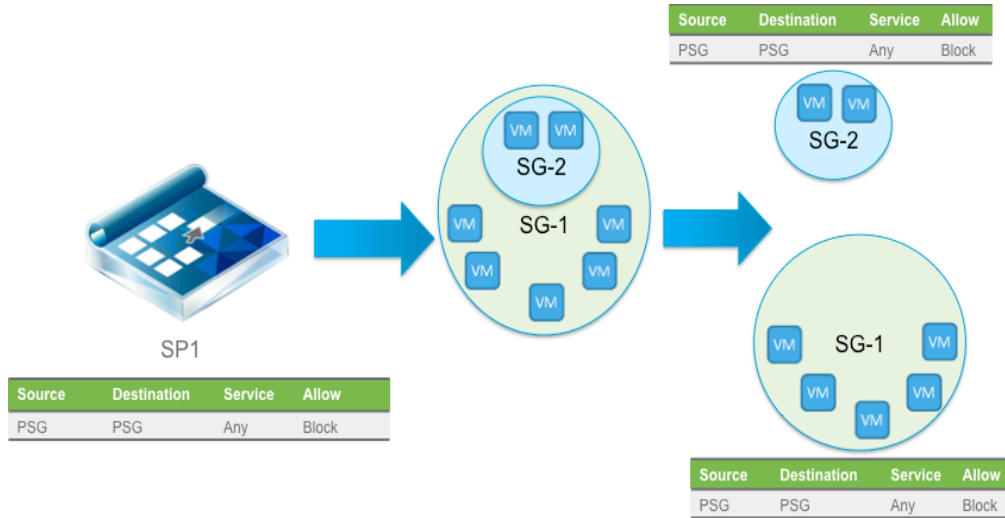 Source Destination Service Allow
PSG PSG Any Block
VM VM
SG-2
VM VM
SG-2
VM SG-1 VM
VM VM
VM
SP1
Source Destination Service Allow
PSG PSG Any Block
VM SG-1 VM
VM VM
VM
Source Destination Service Allow
PSG PSG Any Block